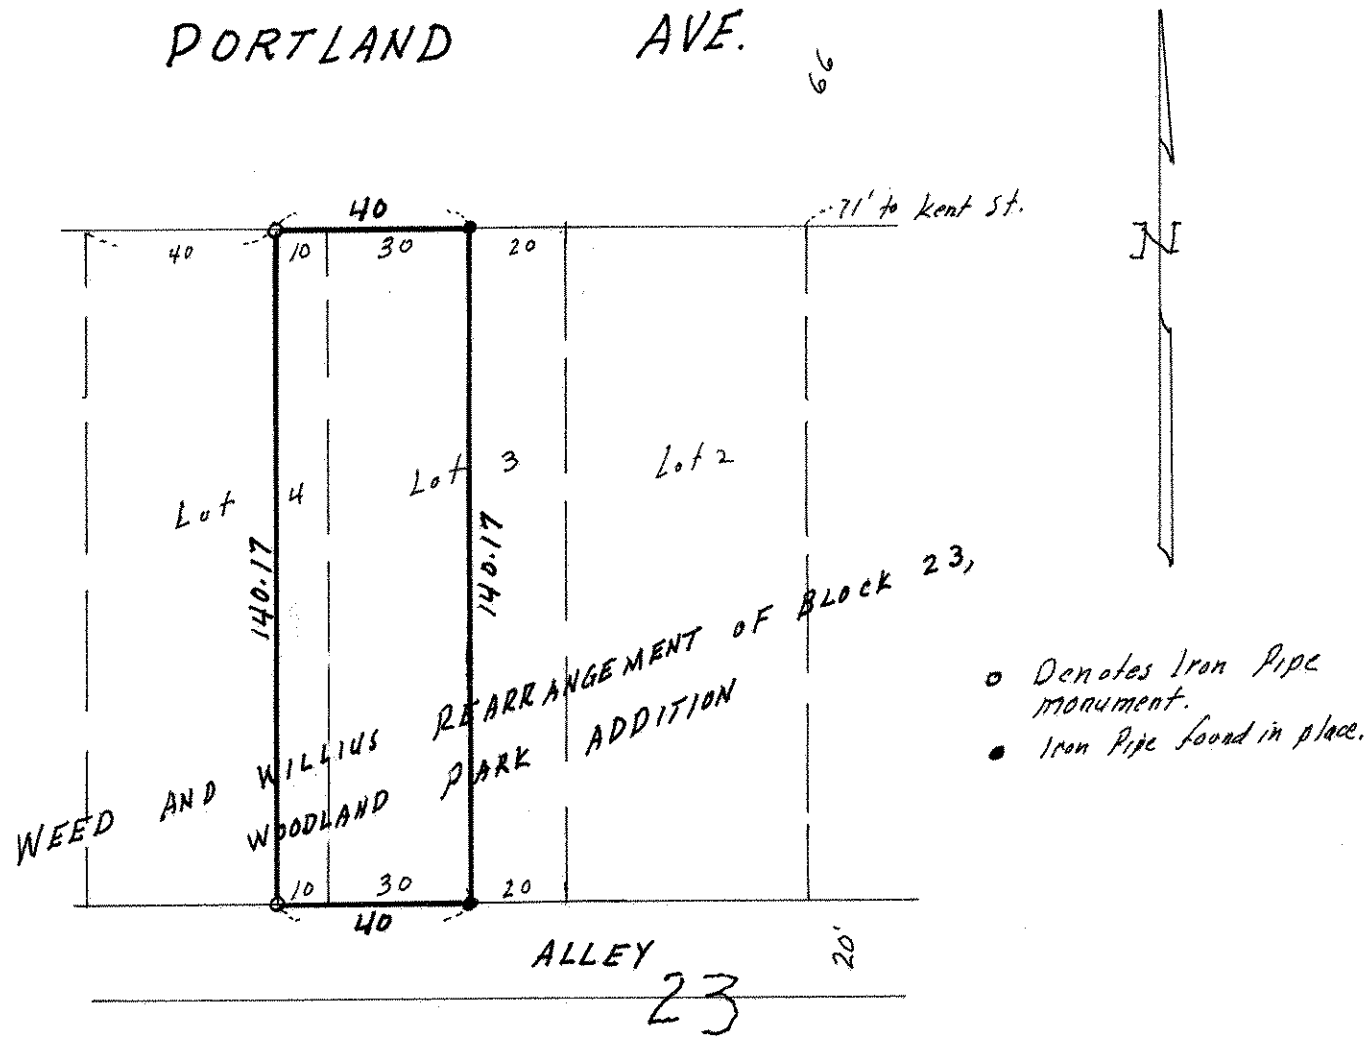 PORTLAND AVE.
66
40
71' to Kent St.
40 10 30 20
N
Lot 4
Lot 3
Lot 2
140.17
140.17
WEED AND WILLIUS REARRANGEMENT OF BLOCK 23,
WOODLAND PARK ADDITION
o Denotes Iron Pipe
monument.
● Iron Pipe found in place.
10 30 20
40
ALLEY
20'
23